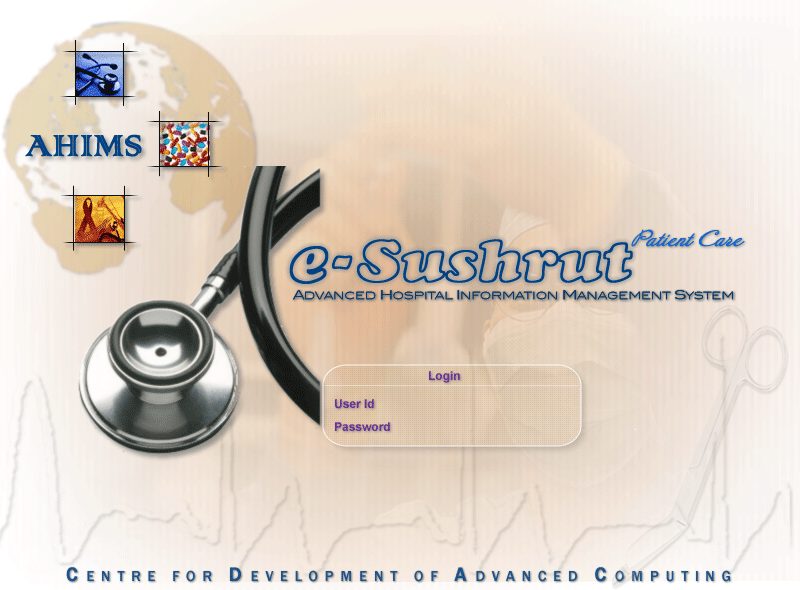 AHIMS
Patient Care
e-Sushrut
Advanced Hospital Information Management System
Login
User Id
Password
Centre for Development of Advanced Computing